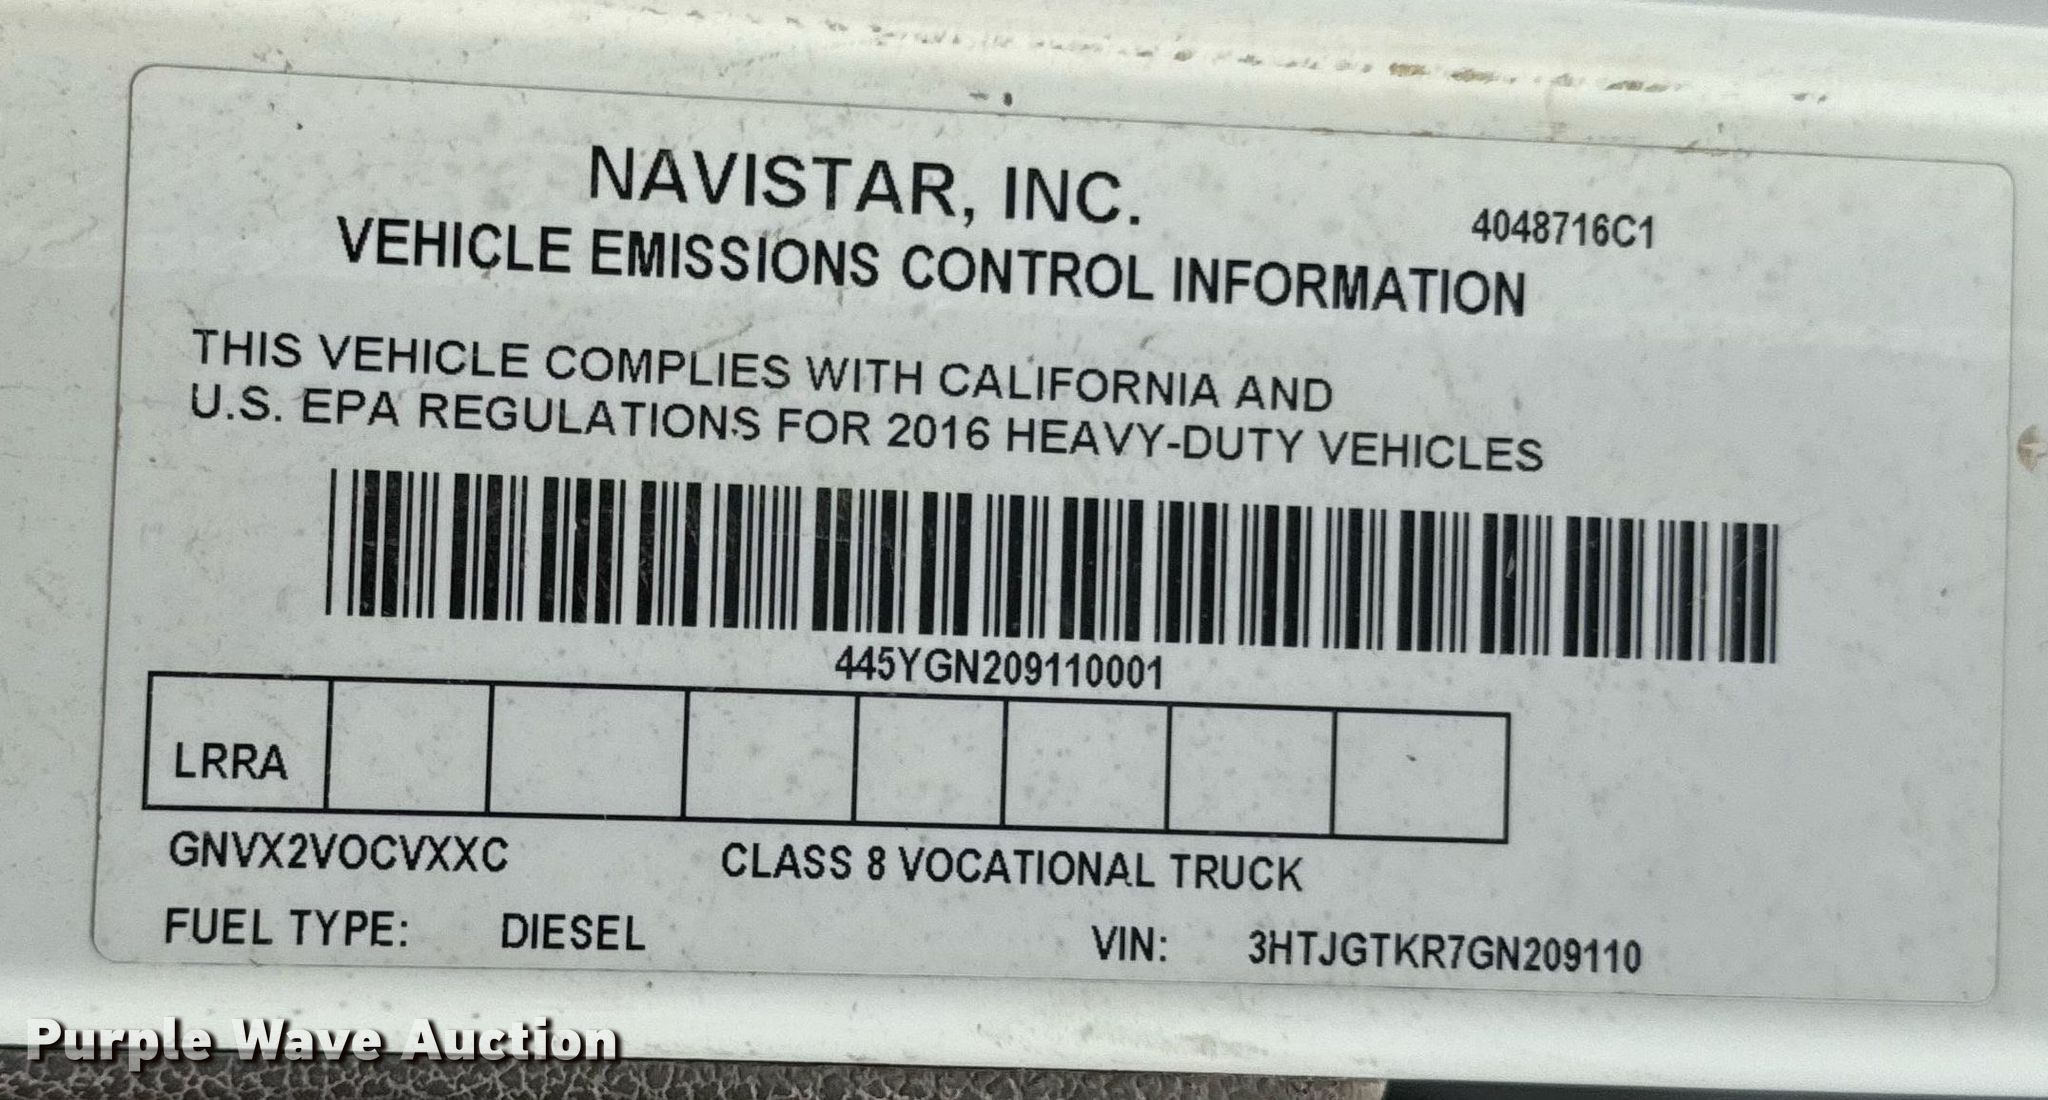 NAVISTAR, INC.
4048716C1
VEHICLE EMISSIONS CONTROL INFORMATION
THIS VEHICLE COMPLIES WITH CALIFORNIA AND
U.S. EPA REGULATIONS FOR 2016 HEAVY-DUTY VEHICLES
445YGN209110001
LRRA
GNVX2VOCVXXC CLASS 8 VOCATIONAL TRUCK
FUEL TYPE: DIESEL VIN: 3HTJGTKR7GN209110
Purple Wave Auction